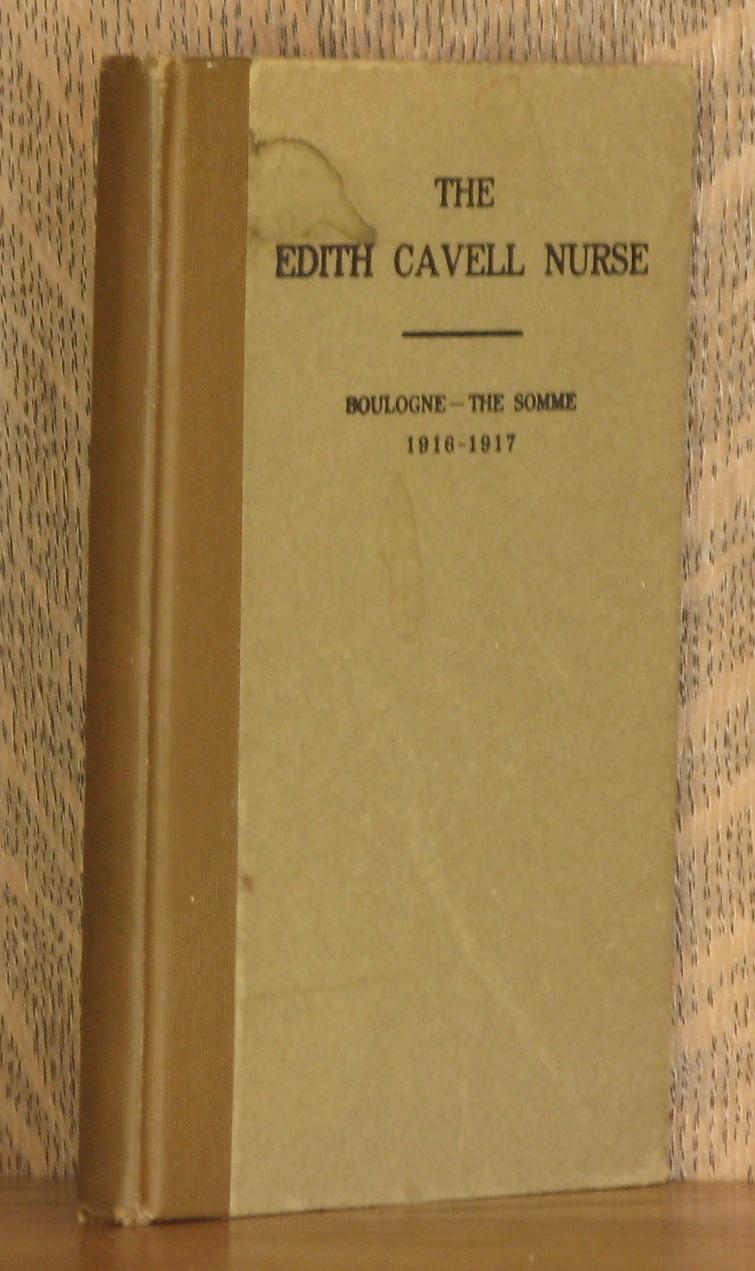 THE
EDITH CAVELL NURSE
BOULOGNE — THE SOMME
1916-1917